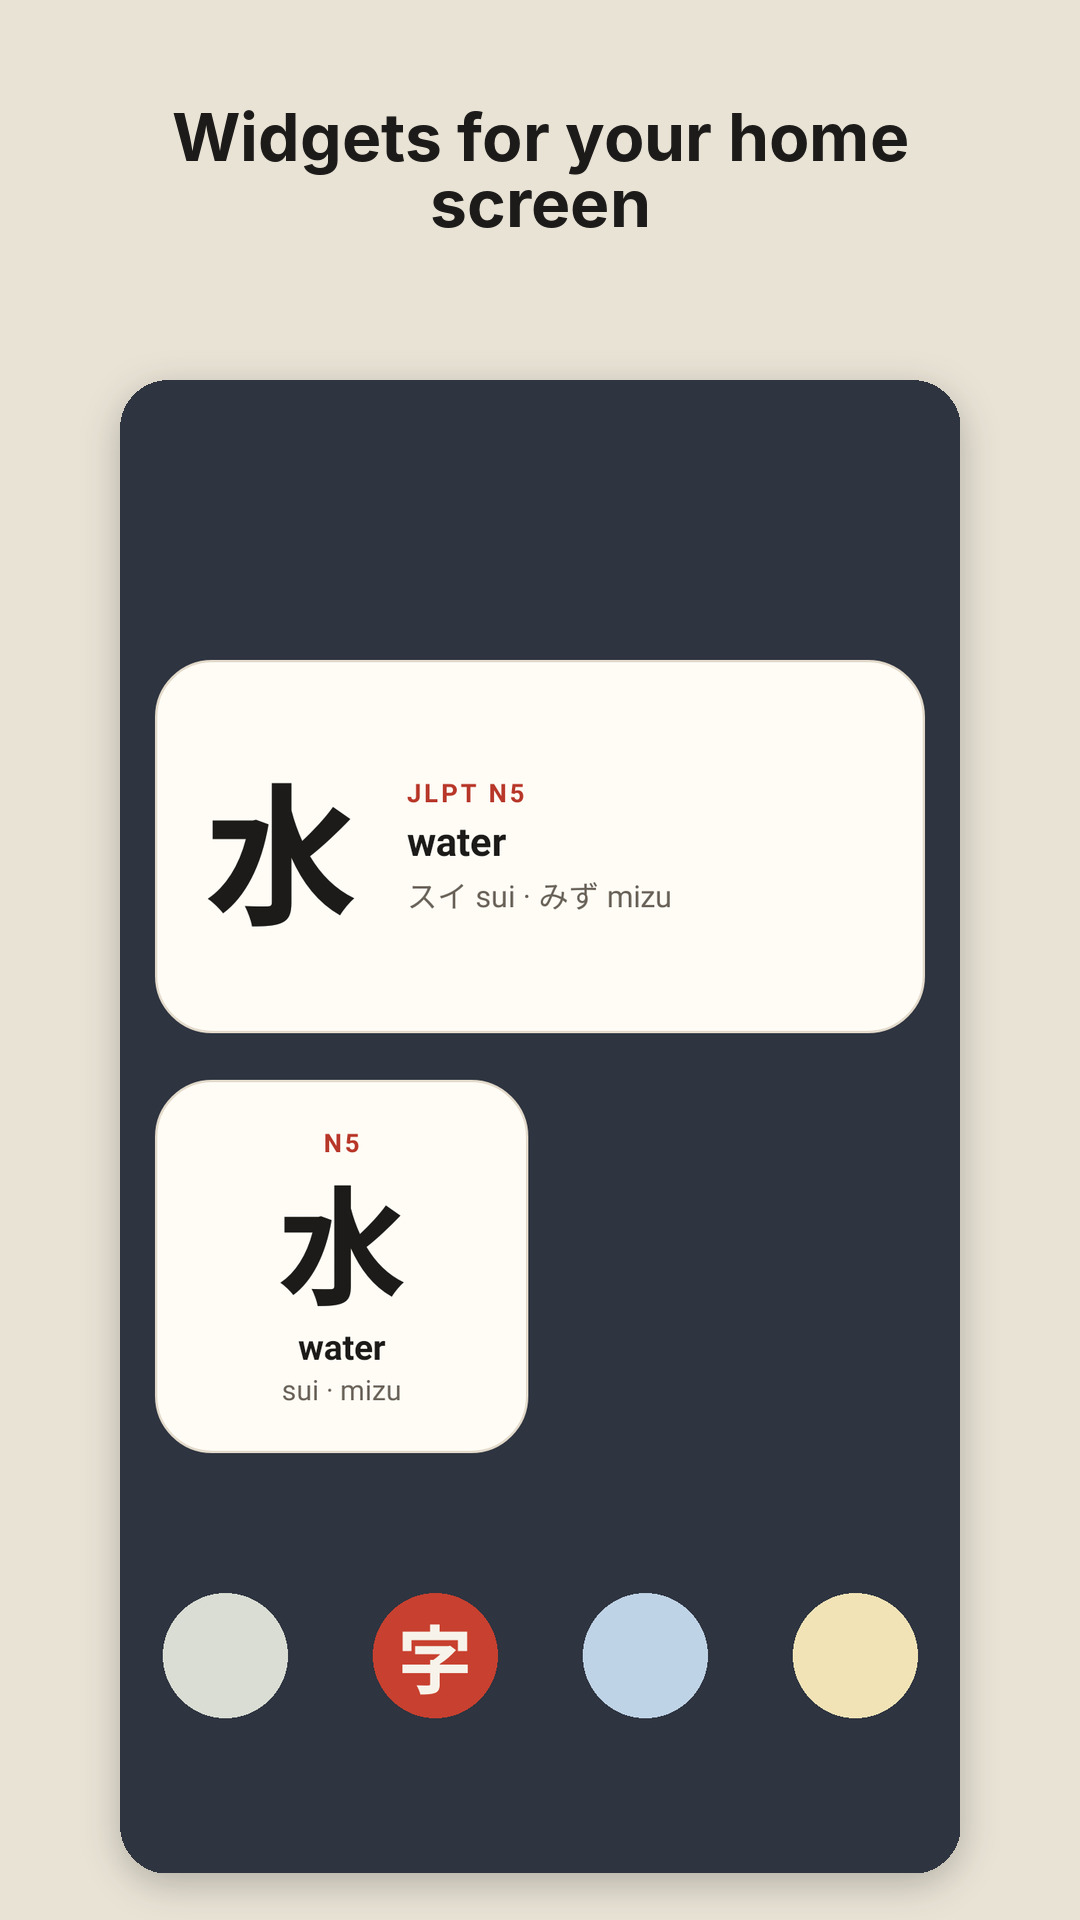 Widgets for your home
screen
水
JLPT N5
water
スイ sui · みず mizu
N5
水
water
sui · mizu
字